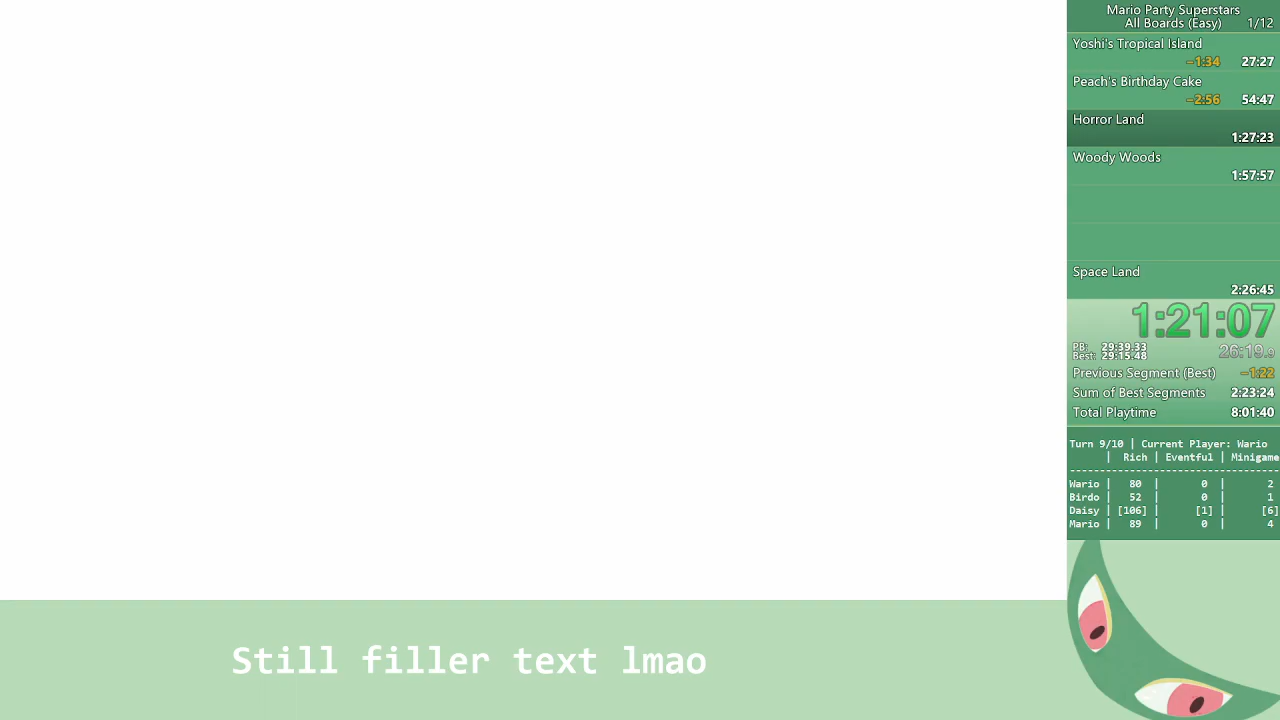 Mario Party Superstars
All Boards (Easy) 1/12
Yoshi's Tropical Island
−1:34 27:27
Peach's Birthday Cake
−2:56 54:47
Horror Land
1:27:23
Woody Woods
1:57:57
Space Land
2:26:45
1:21:07
PB: 29:39.33
Best: 29:15.48
26:19.9
Previous Segment (Best) −1:22
Sum of Best Segments 2:23:24
Total Playtime 8:01:40
Turn 9/10 | Current Player: Wario
| Rich | Eventful | Minigame
--------------------------------
Wario | 80 | 0 | 2
Birdo | 52 | 0 | 1
Daisy | [106] | [1] | [6]
Mario | 89 | 0 | 4
Still filler text lmao